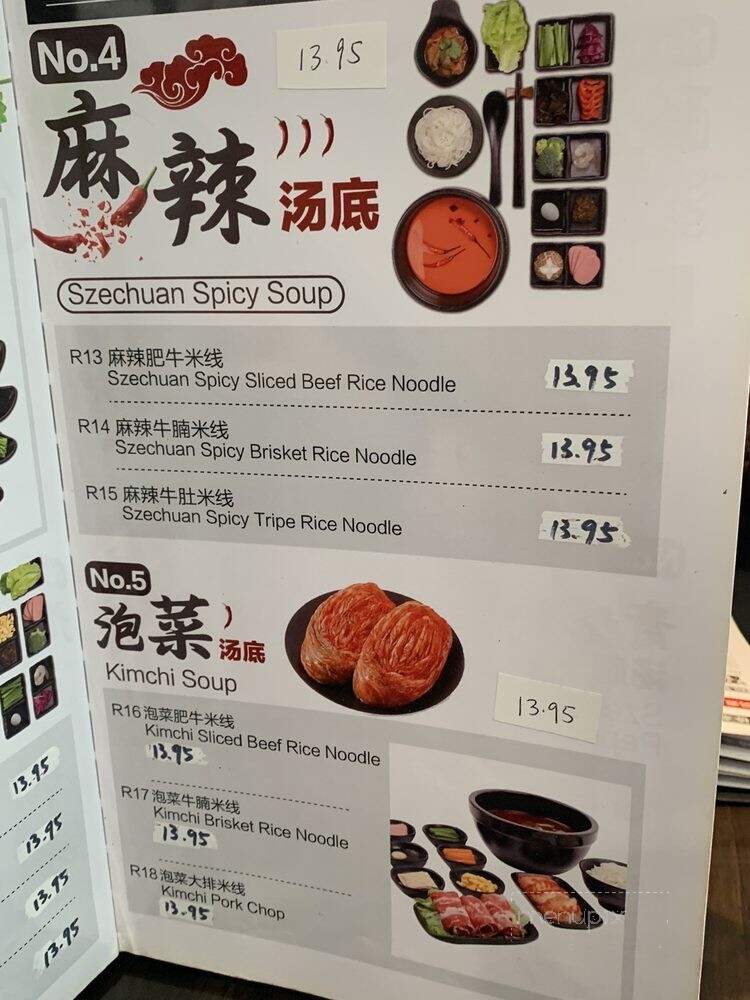 No.4
13.95
麻辣汤底
Szechuan Spicy Soup
R13 麻辣肥牛米线
Szechuan Spicy Sliced Beef Rice Noodle
13.95
R14 麻辣牛腩米线
Szechuan Spicy Brisket Rice Noodle
13.95
R15 麻辣牛肚米线
Szechuan Spicy Tripe Rice Noodle
13.95
No.5
泡菜汤底
Kimchi Soup
13.95
R16 泡菜肥牛米线
Kimchi Sliced Beef Rice Noodle
13.95
R17 泡菜牛腩米线
Kimchi Brisket Rice Noodle
13.95
R18 泡菜大排米线
Kimchi Pork Chop
13.95
13.95
13.95
13.95
13.95